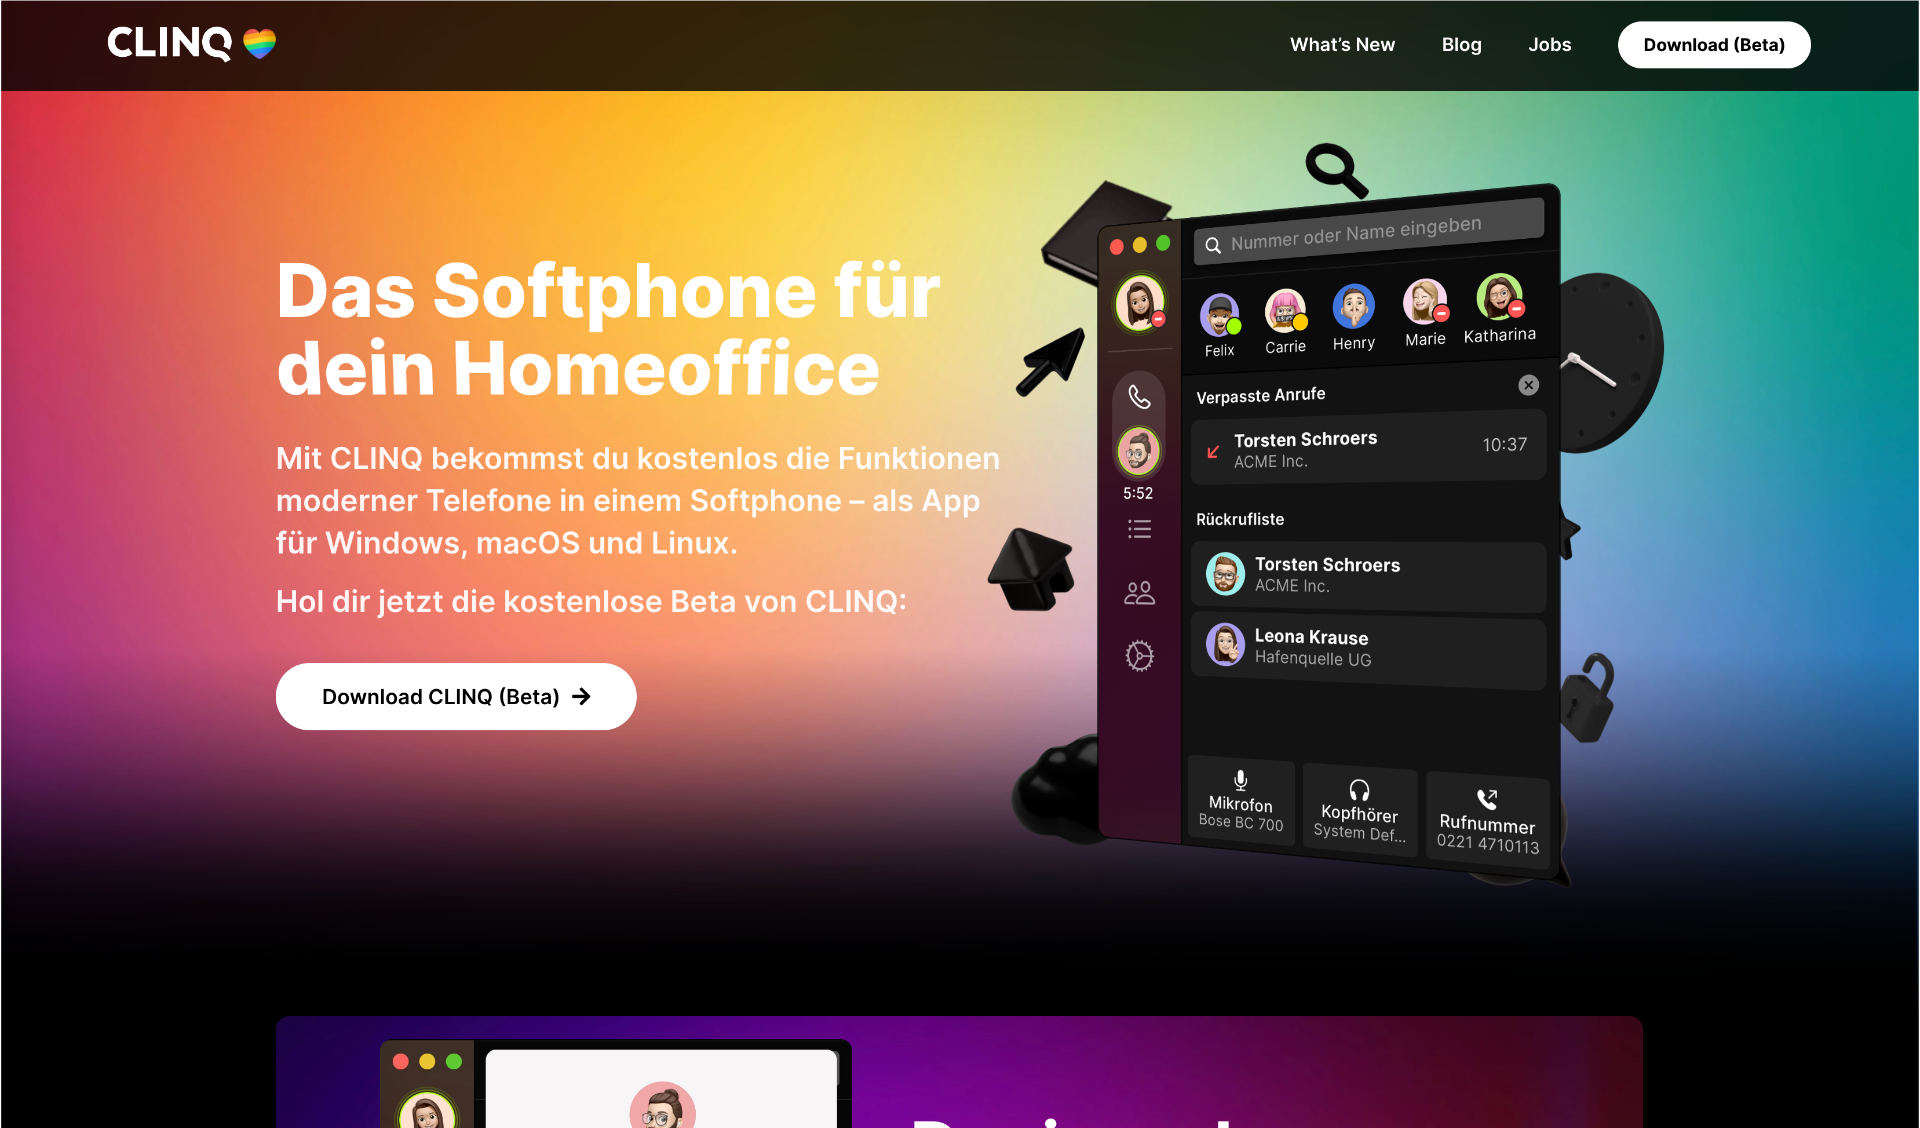 CLINQ
What's New
Blog
Jobs
Download (Beta)
Das Softphone für
dein Homeoffice
Mit CLINQ bekommst du kostenlos die Funktionen
moderner Telefone in einem Softphone – als App
für Windows, macOS und Linux.
Hol dir jetzt die kostenlose Beta von CLINQ:
Download CLINQ (Beta) →
Nummer oder Name eingeben
Felix
Carrie
Henry
Marie
Katharina
5:52
Verpasste Anrufe
Torsten Schroers
ACME Inc.
10:37
Rückrufliste
Torsten Schroers
ACME Inc.
Leona Krause
Hafenquelle UG
Mikrofon
Bose BC 700
Kopfhörer
System Def...
Rufnummer
0221 4710113